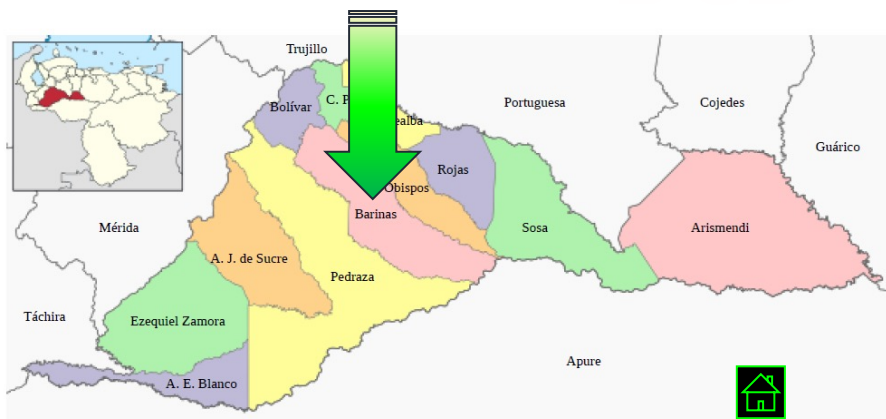 Trujillo
Bolívar
C. P
ealba
Portuguesa
Cojedes
Guárico
Rojas
Obispos
Barinas
Mérida
Sosa
Arismendi
A. J. de Sucre
Pedraza
Táchira
Ezequiel Zamora
Apure
A. E. Blanco